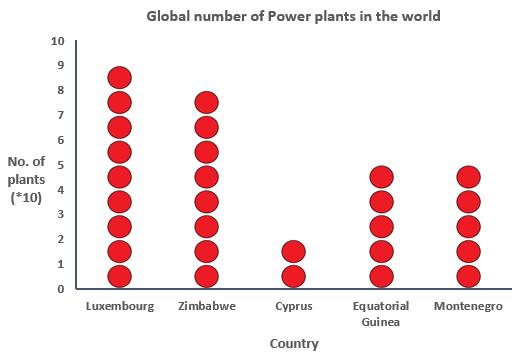 Global number of Power plants in the world
10
9
8
7
6
5
4
3
2
1
0
No. of
plants
(*10)
Luxembourg
Zimbabwe
Cyprus
Equatorial
Guinea
Montenegro
Country